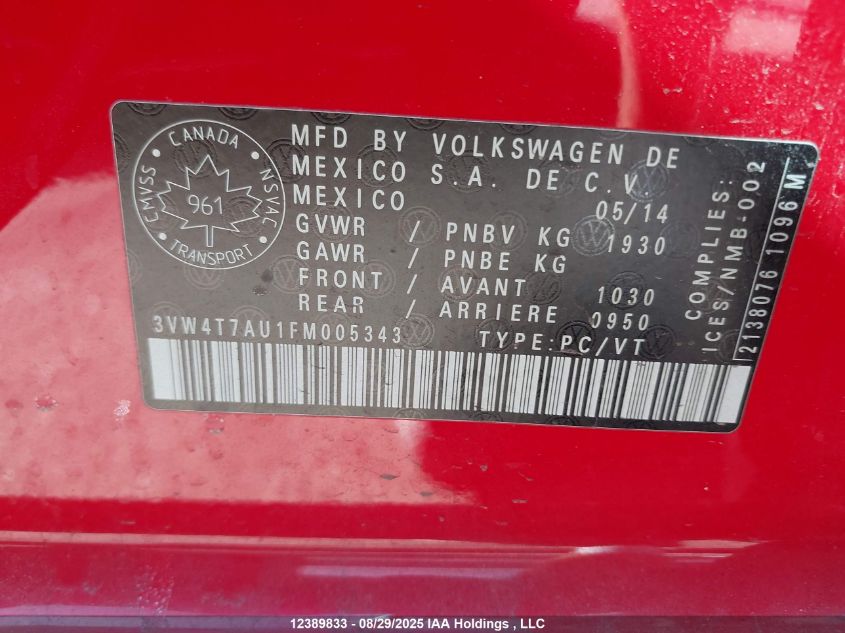 CANADA
CMVSS
NSVAC
961
TRANSPORT
MFD BY VOLKSWAGEN DE
MEXICO S.A. DE C.V.
MEXICO 05/14
GVWR / PNBV KG 1930
GAWR / PNBE KG
FRONT / AVANT 1030
REAR / ARRIERE 0950
3VW4T7AU1FM005343 TYPE:PC/VT
COMPLIES:
ICES/NMB-002
2138076 1096 M
12389833 - 08/29/2025 IAA Holdings , LLC